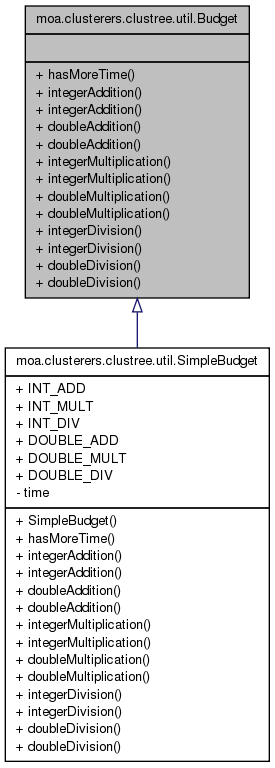 moa.clusterers.clustree.util.Budget
+ hasMoreTime()
+ integerAddition()
+ integerAddition()
+ doubleAddition()
+ doubleAddition()
+ integerMultiplication()
+ integerMultiplication()
+ doubleMultiplication()
+ doubleMultiplication()
+ integerDivision()
+ integerDivision()
+ doubleDivision()
+ doubleDivision()
moa.clusterers.clustree.util.SimpleBudget
+ INT_ADD
+ INT_MULT
+ INT_DIV
+ DOUBLE_ADD
+ DOUBLE_MULT
+ DOUBLE_DIV
- time
+ SimpleBudget()
+ hasMoreTime()
+ integerAddition()
+ integerAddition()
+ doubleAddition()
+ doubleAddition()
+ integerMultiplication()
+ integerMultiplication()
+ doubleMultiplication()
+ doubleMultiplication()
+ integerDivision()
+ integerDivision()
+ doubleDivision()
+ doubleDivision()